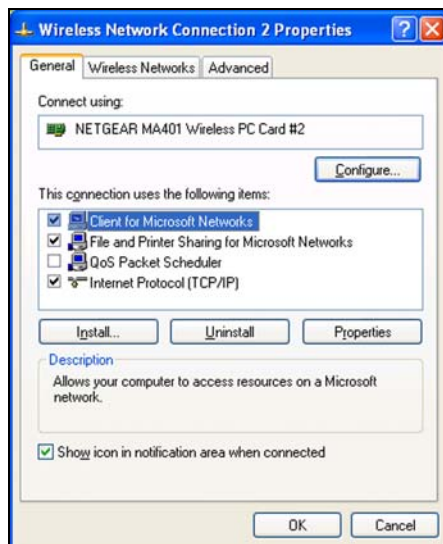 Wireless Network Connection 2 Properties
General Wireless Networks Advanced
Connect using:
NETGEAR MA401 Wireless PC Card #2
Configure...
This connection uses the following items:
Client for Microsoft Networks
File and Printer Sharing for Microsoft Networks
QoS Packet Scheduler
Internet Protocol (TCP/IP)
Install... Uninstall Properties
Description
Allows your computer to access resources on a Microsoft
network.
Show icon in notification area when connected
OK Cancel